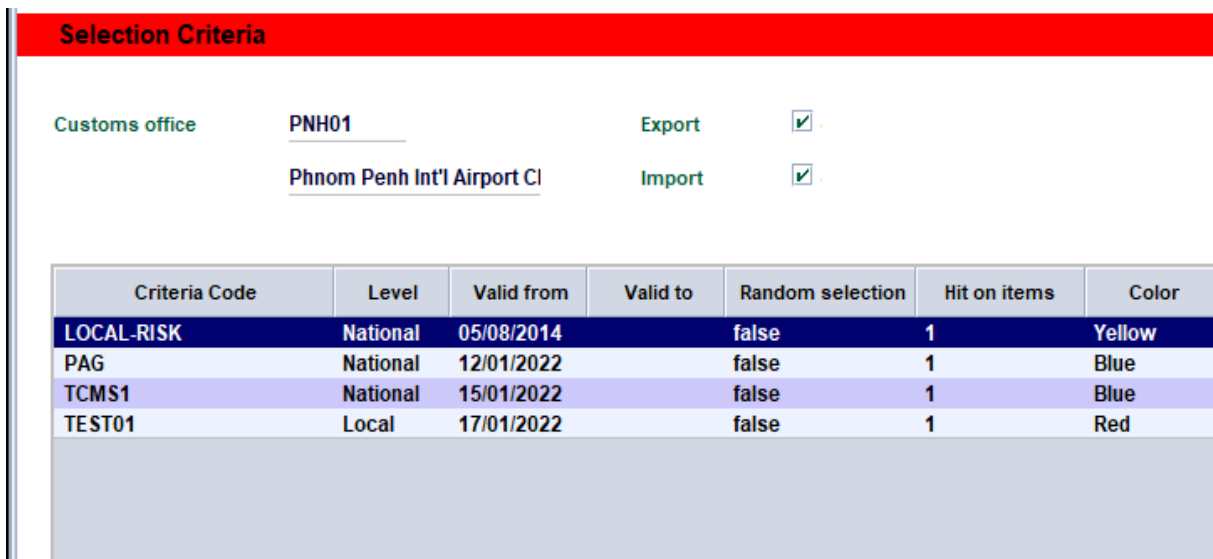 Selection Criteria
Customs office PNH01 Export
Phnom Penh Int'l Airport Import
Criteria Code Level Valid from Valid to Random selection Hit on items Color
LOCAL-RISK National 05/08/2014 false 1 Yellow
PAG National 12/01/2022 false 1 Blue
TCMS1 National 15/01/2022 false 1 Blue
TEST01 Local 17/01/2022 false 1 Red